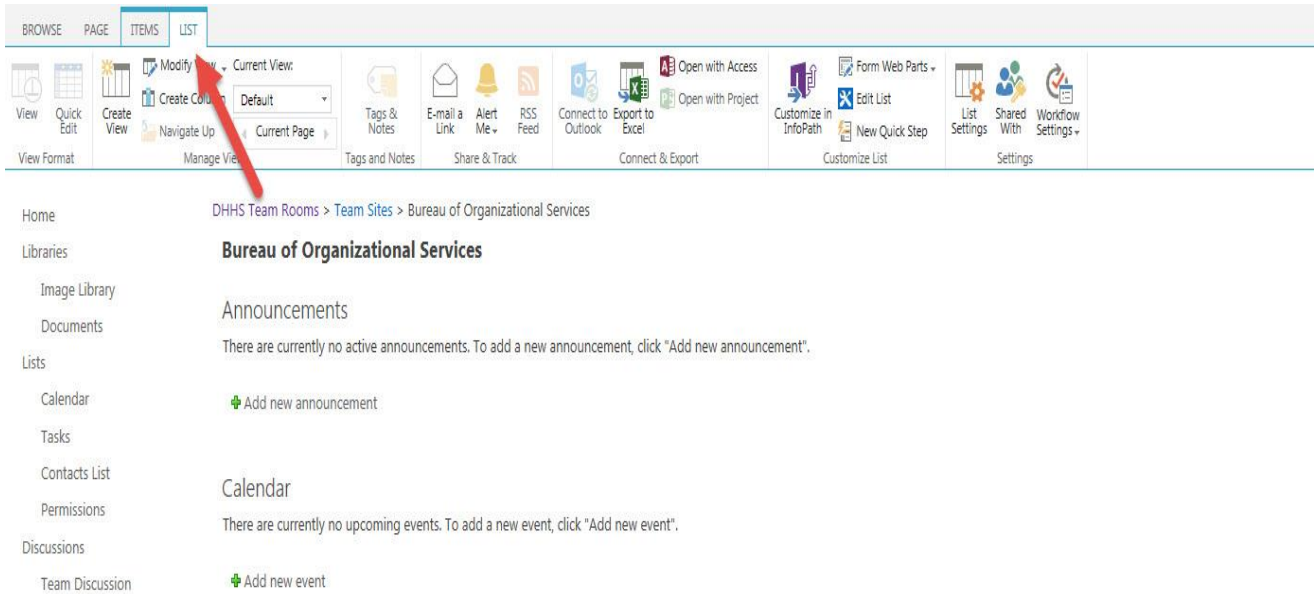 BROWSE PAGE ITEMS LIST
View
Quick Edit
Create View
Modify View
Create Column
Navigate Up
Current View:
Default
Current Page
Tags & Notes
E-mail a Link
Alert Me
RSS Feed
Connect to Outlook
Export to Excel
Open with Access
Open with Project
Customize in InfoPath
Form Web Parts
Edit List
New Quick Step
List Settings
Shared With
Workflow Settings
View Format
Manage Views
Tags and Notes
Share & Track
Connect & Export
Customize List
Settings
Home
Libraries
Image Library
Documents
Lists
Calendar
Tasks
Contacts List
Permissions
Discussions
Team Discussion
DHHS Team Rooms > Team Sites > Bureau of Organizational Services
Bureau of Organizational Services
Announcements
There are currently no active announcements. To add a new announcement, click "Add new announcement".
Add new announcement
Calendar
There are currently no upcoming events. To add a new event, click "Add new event".
Add new event